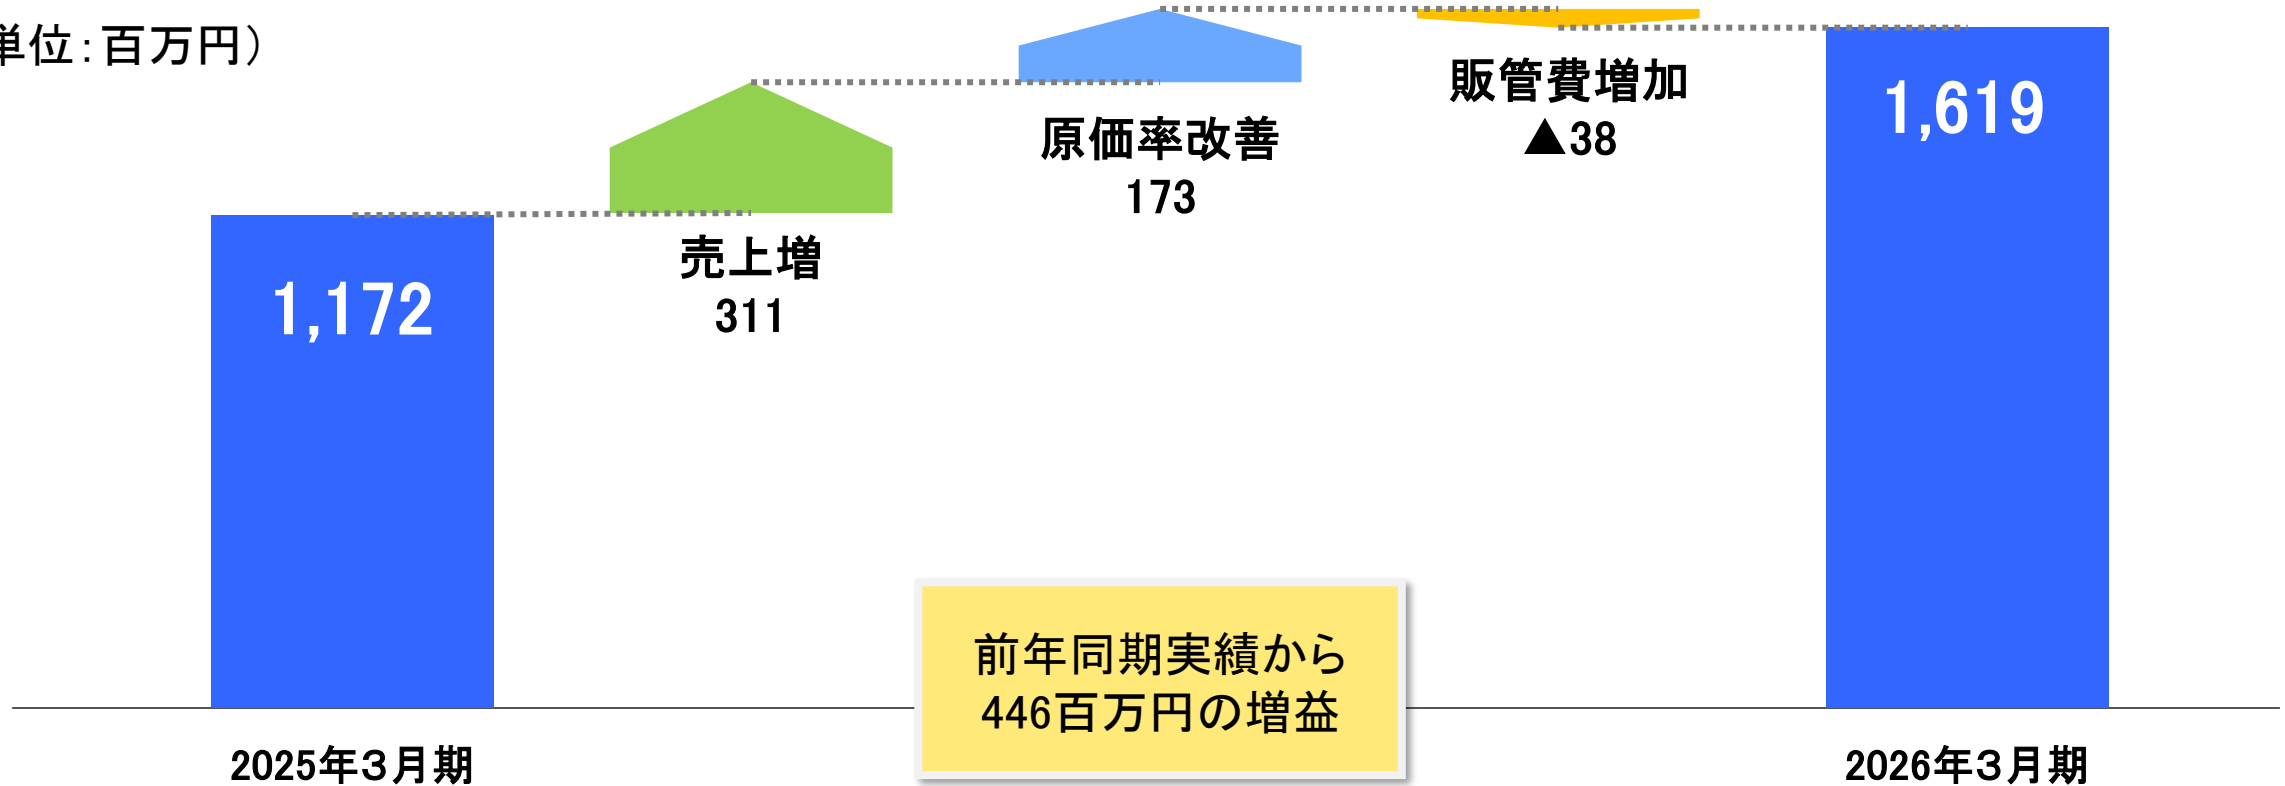 単位：百万円）
販管費増加
▲38
1,619
原価率改善
173
売上増
311
1,172
前年同期実績から
446百万円の増益
2025年３月期
2026年３月期